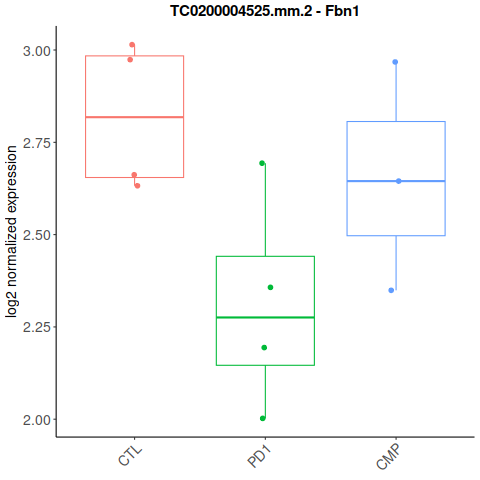 TC0200004525.mm.2 - Fbn1
log2 normalized expression
3.00
2.75
2.50
2.25
2.00
CTL
PD1
CMP